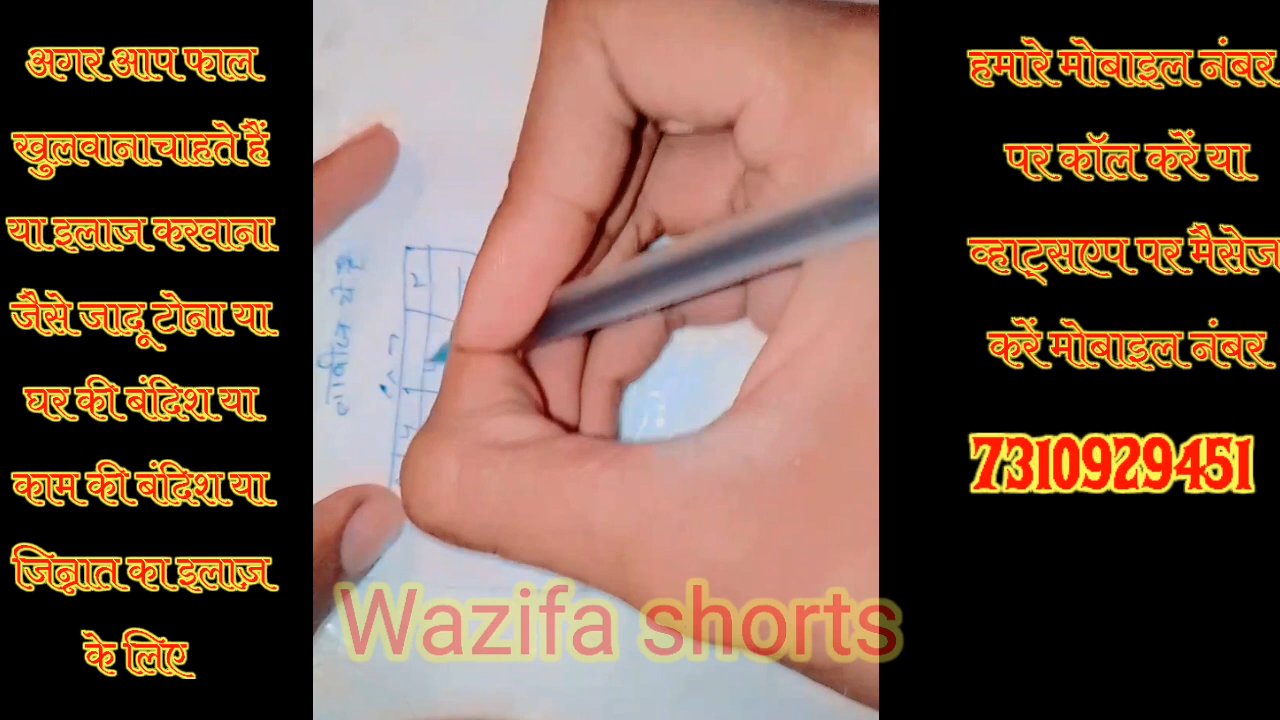 अगर आप फाल
खुलवानाचाहते हैं
या इलाज करवाना
जैसे जादू टोना या
घर की बंदिश या
काम की बंदिश या
जिन्नात का इलाज़
के लिए
हमारे मोबाइल नंबर
पर कॉल करें या
व्हाट्सएप पर मैसेज
करें मोबाइल नंबर
7310929451
Wazifa shorts